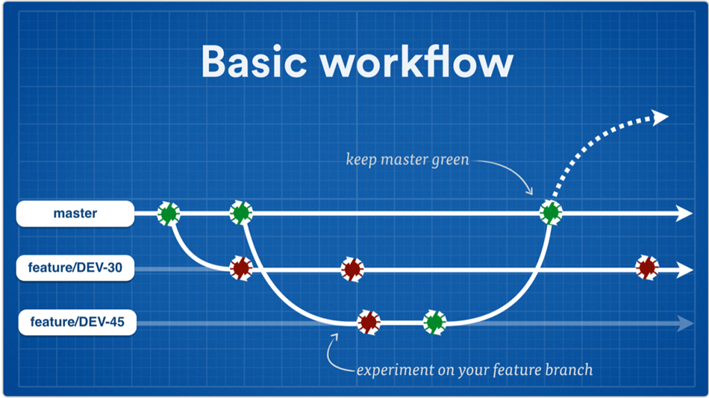 Basic workflow
keep master green
master
feature/DEV-30
feature/DEV-45
experiment on your feature branch